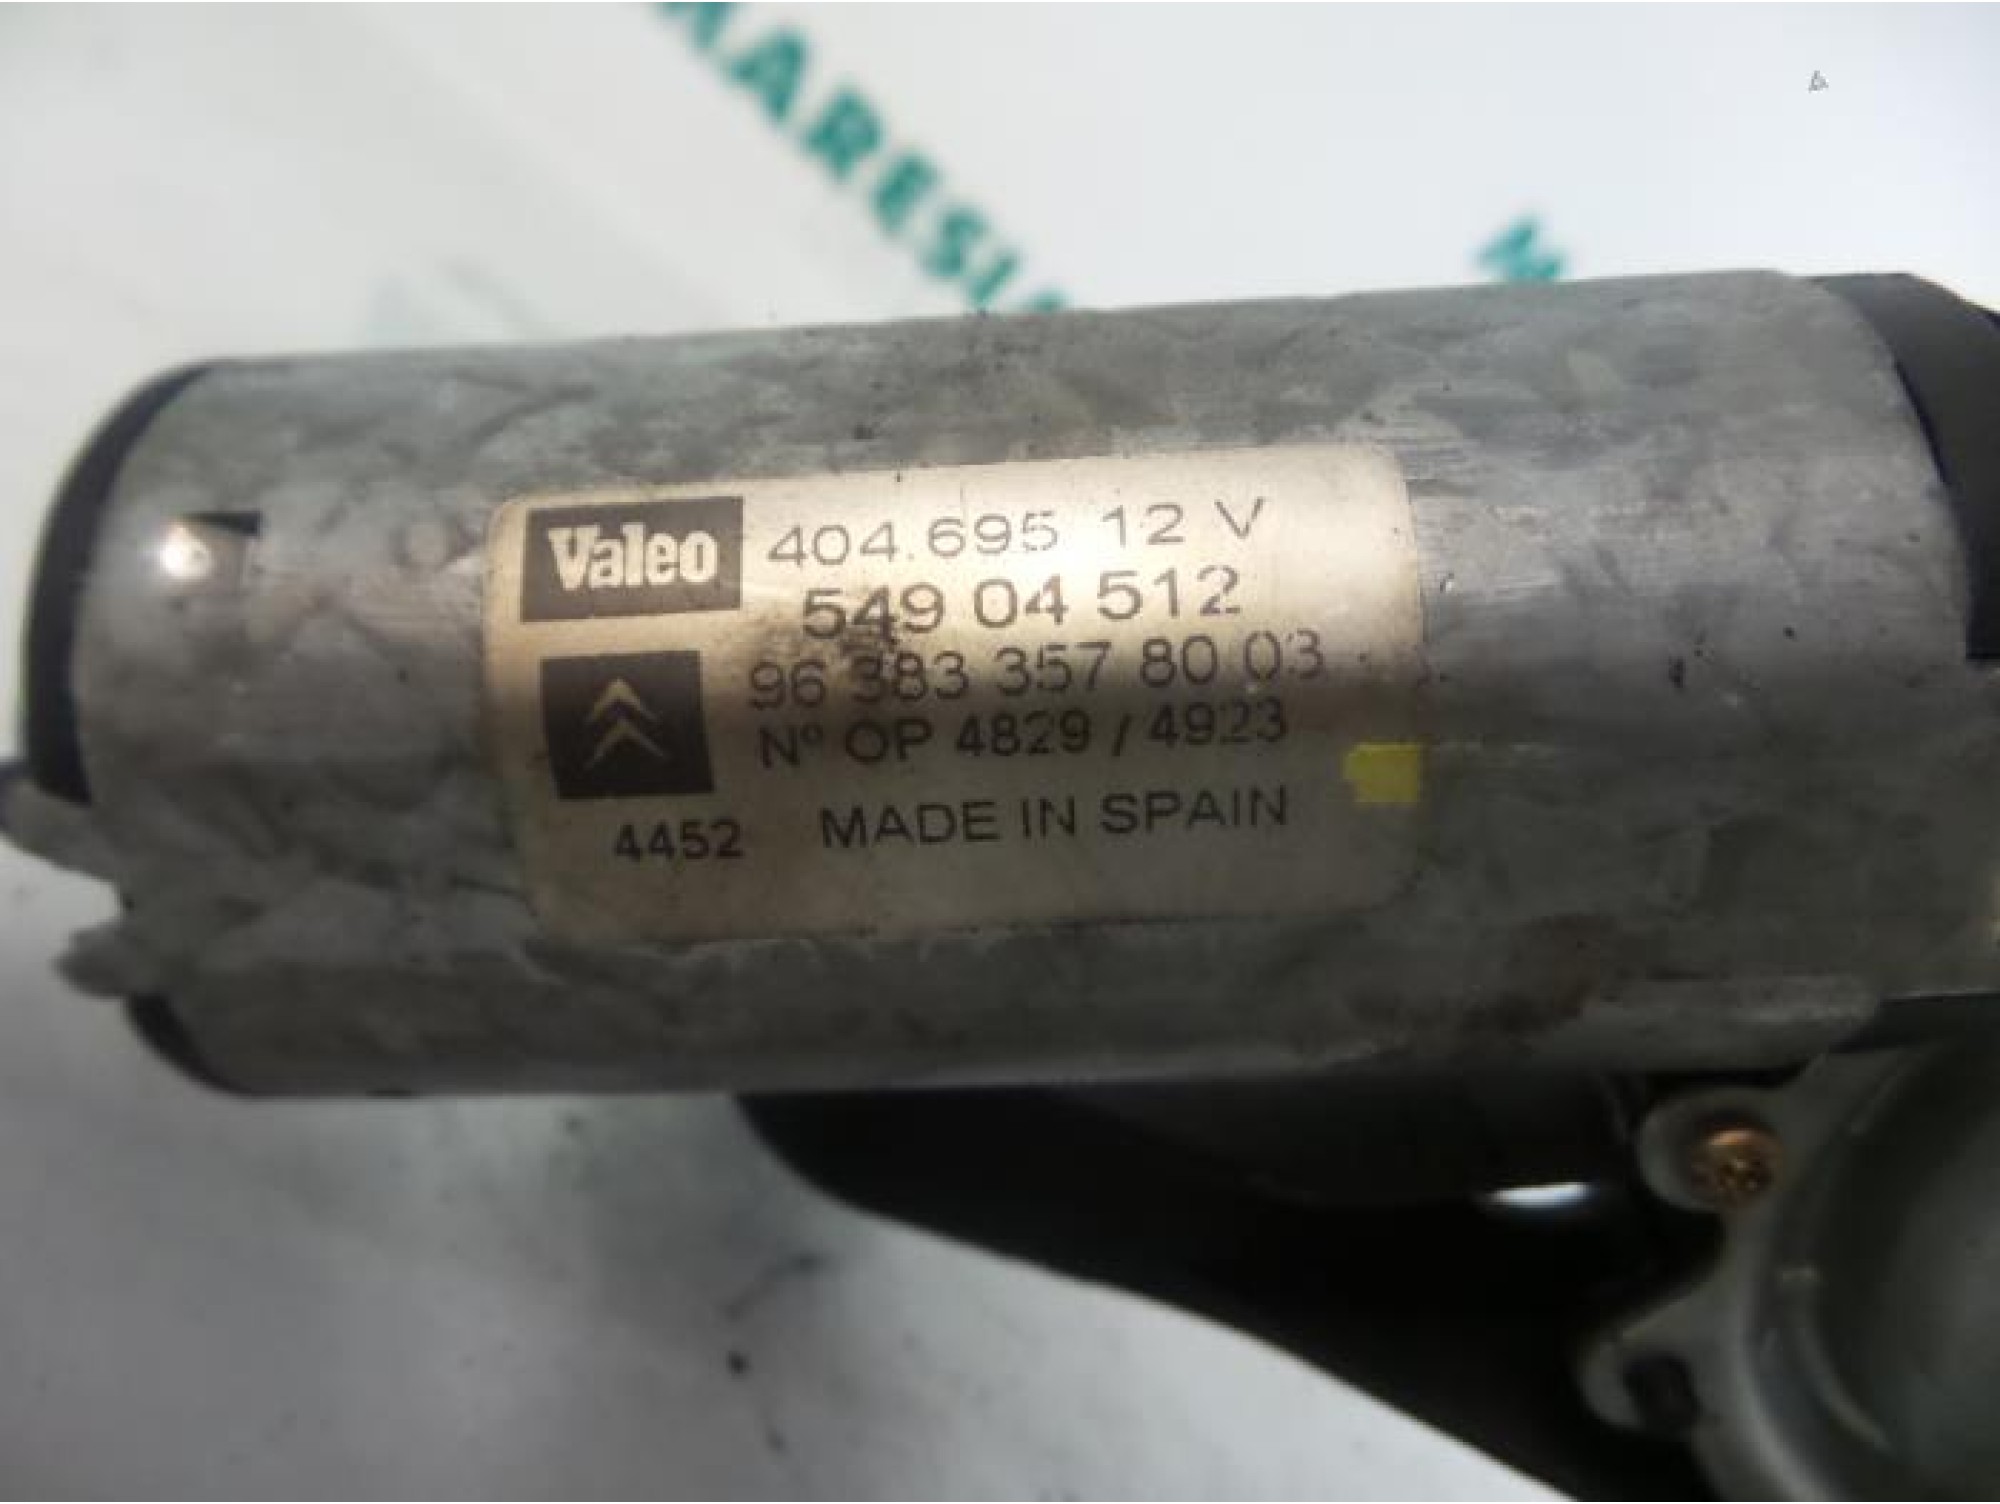 MARESIA
Valeo 404.695 12 V
549 04 512
96 383 357 80 03
Nº OP 4829 / 4923
4452 MADE IN SPAIN